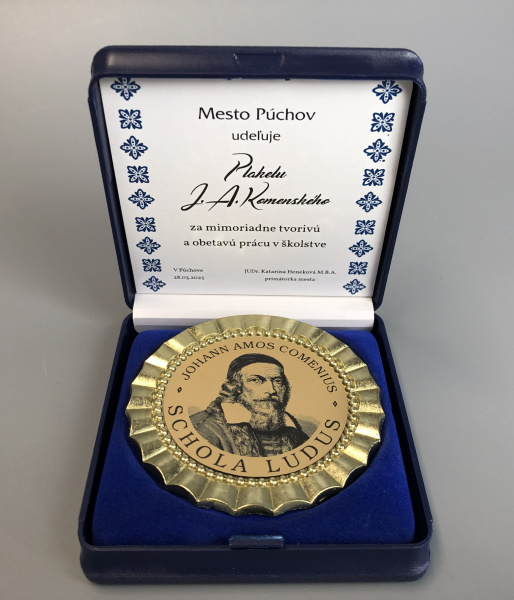 Mesto Púchov
udeľuje
Plaketu
J. A. Komenského
za mimoriadne tvorivú
a obetavú prácu v školstve
V Púchove
28.03.2025
JUDr. Katarína Heneková M.B.A.
primátorka mesta
JOHANN AMOS COMENIUS
SCHOLA LUDUS